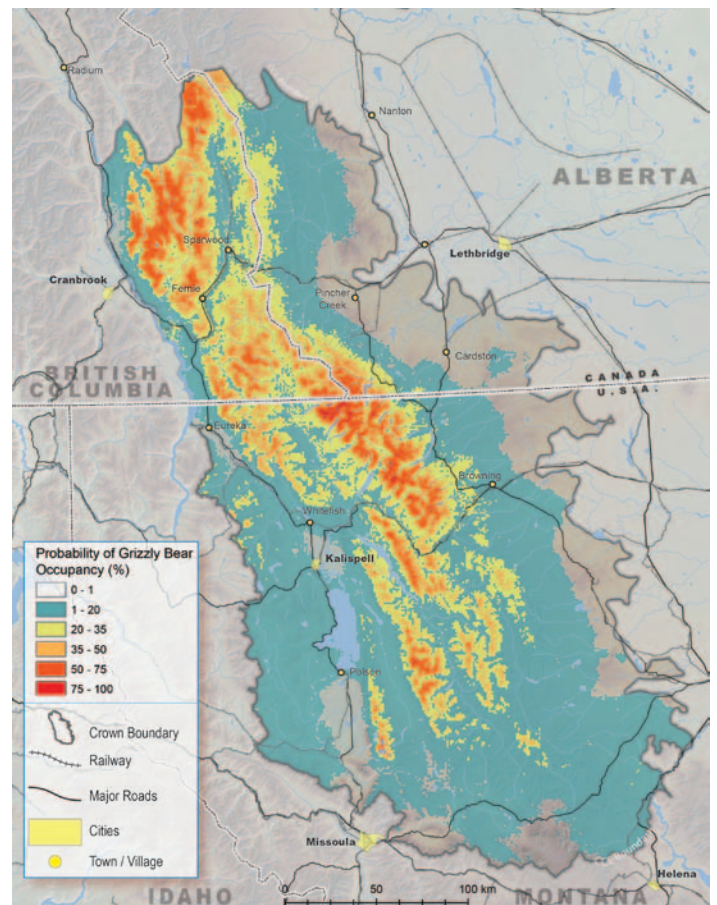 Radium
Nanton
ALBERTA
Sparwood
Lethbridge
Cranbrook
Fernie
Pincher
Creek
Cardston
BRITISH
COLUMBIA
CANADA
U.S.A.
Eureka
Browning
Whitefish
Kalispell
Probability of Grizzly Bear
Occupancy (%)
0 - 1
1 - 20
20 - 35
35 - 50
50 - 75
75 - 100
Polson
Crown Boundary
Railway
Major Roads
Cities
Town / Village
Missoula
Helena
IDAHO
MONTANA
0 50 100 km